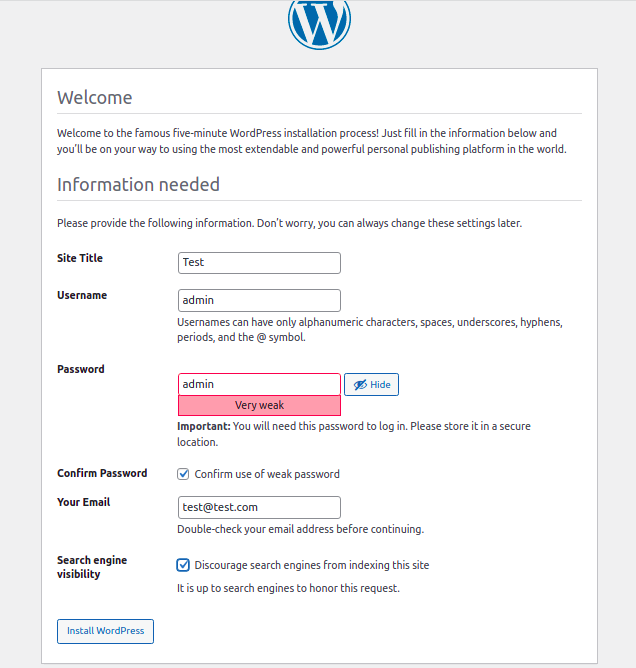 Welcome
Welcome to the famous five-minute WordPress installation process! Just fill in the information below and
you'll be on your way to using the most extendable and powerful personal publishing platform in the world.
Information needed
Please provide the following information. Don't worry, you can always change these settings later.
Site Title
Test
Username
admin
Usernames can have only alphanumeric characters, spaces, underscores, hyphens,
periods, and the @ symbol.
Password
admin
Hide
Very weak
Important: You will need this password to log in. Please store it in a secure
location.
Confirm Password
Confirm use of weak password
Your Email
test@test.com
Double-check your email address before continuing.
Search engine
visibility
Discourage search engines from indexing this site
It is up to search engines to honor this request.
Install WordPress